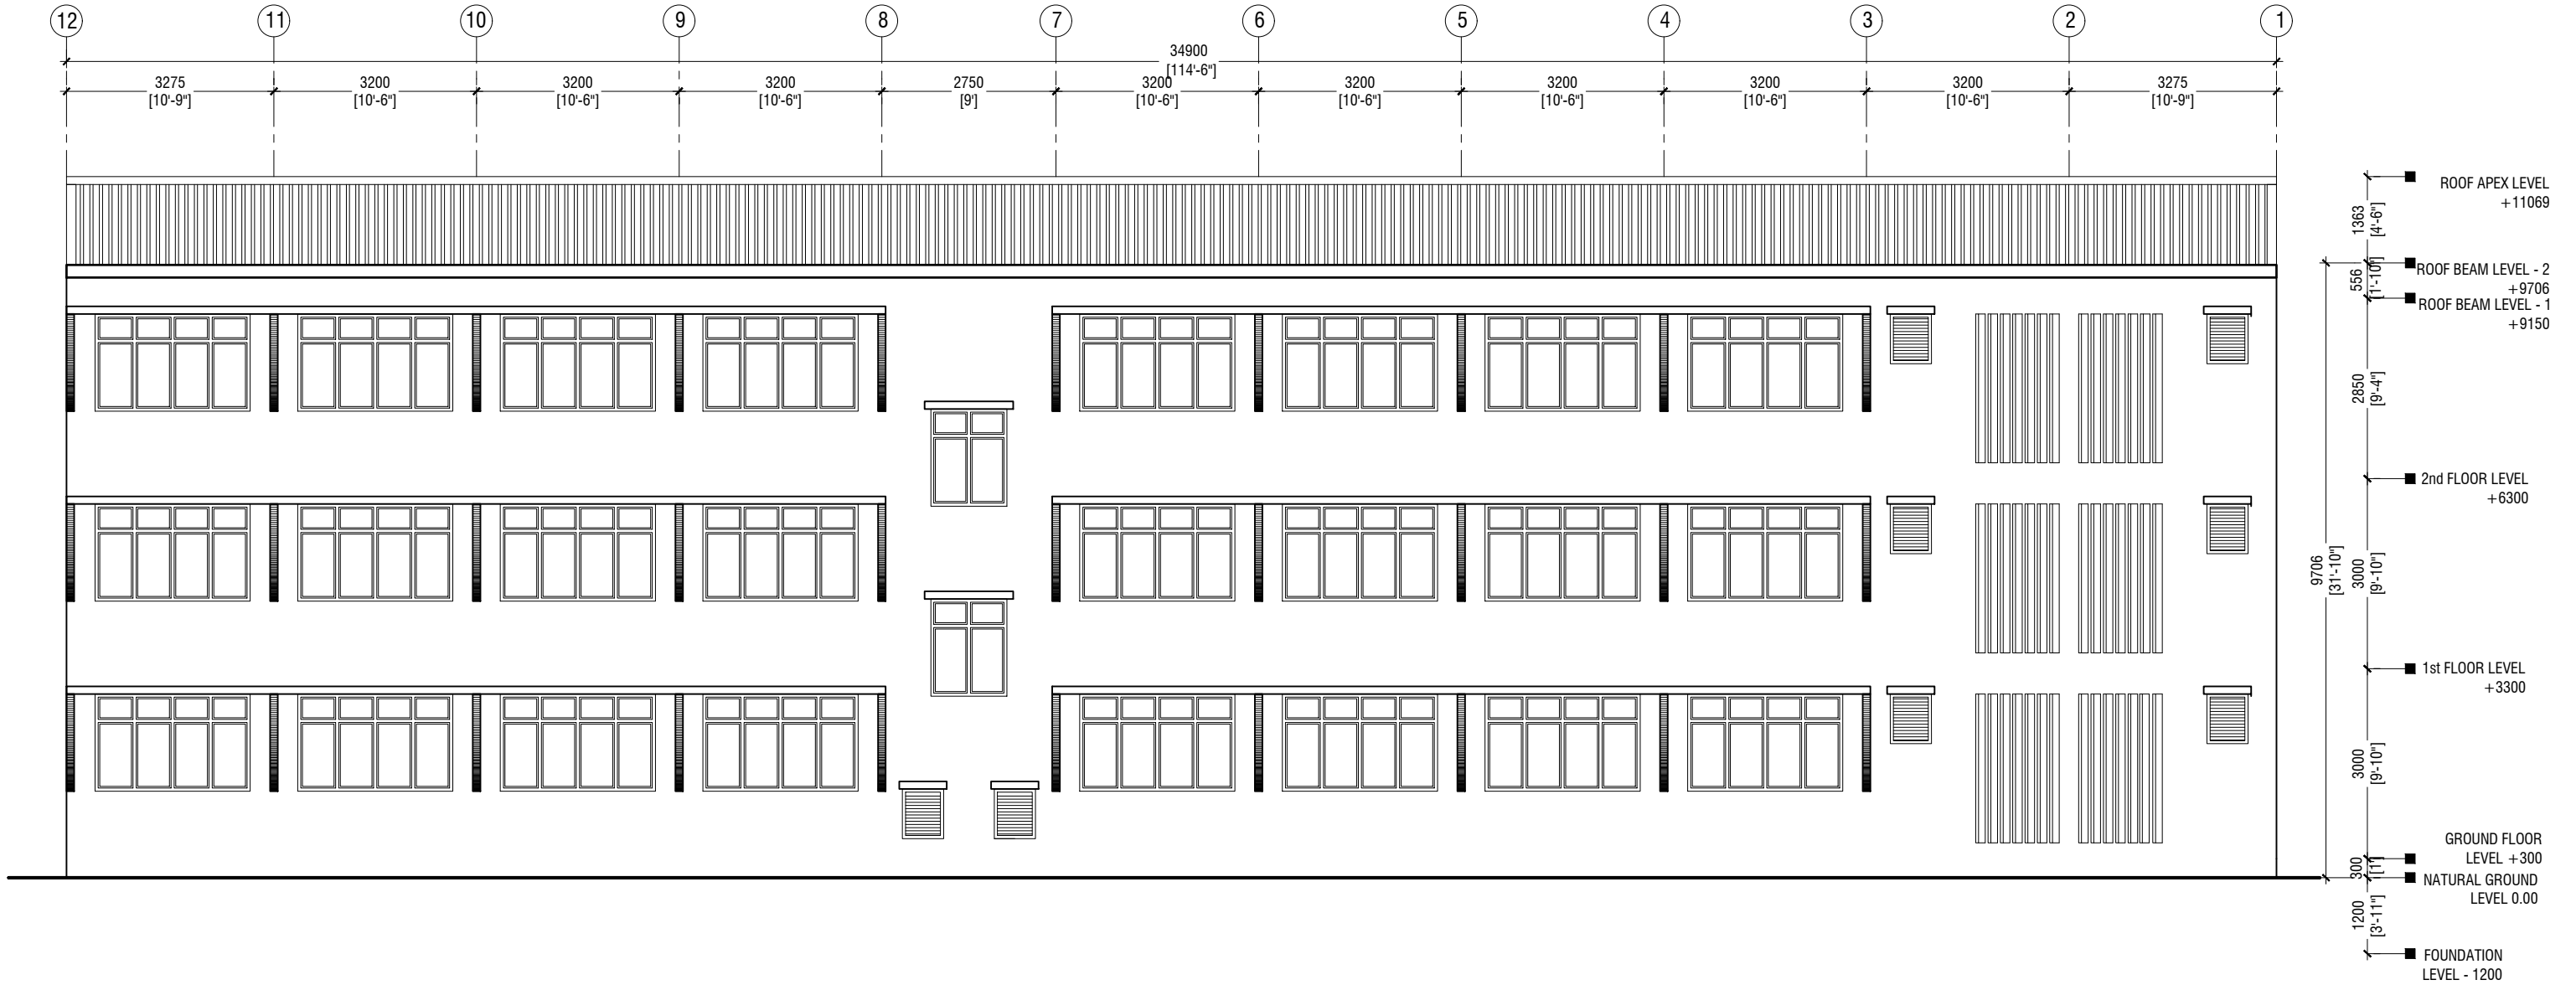 12 11 10 9 8 7 6 5 4 3 2 1
34900
[114'-6"]
3275 3200 3200 3200 2750 3200 3200 3200 3200 3200 3275
[10'-9"] [10'-6"] [10'-6"] [10'-6"] [9'] [10'-6"] [10'-6"] [10'-6"] [10'-6"] [10'-6"] [10'-9"]
ROOF APEX LEVEL
+11069
1363
[4'-6"]
ROOF BEAM LEVEL - 2
+9706
556
[1'-10"]
ROOF BEAM LEVEL - 1
+9150
2850
[9'-4"]
2nd FLOOR LEVEL
+6300
9706
[31'-10"]
3000
[9'-10"]
1st FLOOR LEVEL
+3300
3000
[9'-10"]
GROUND FLOOR
LEVEL +300
300
[1']
NATURAL GROUND
LEVEL 0.00
1200
[3'-11"]
FOUNDATION
LEVEL - 1200